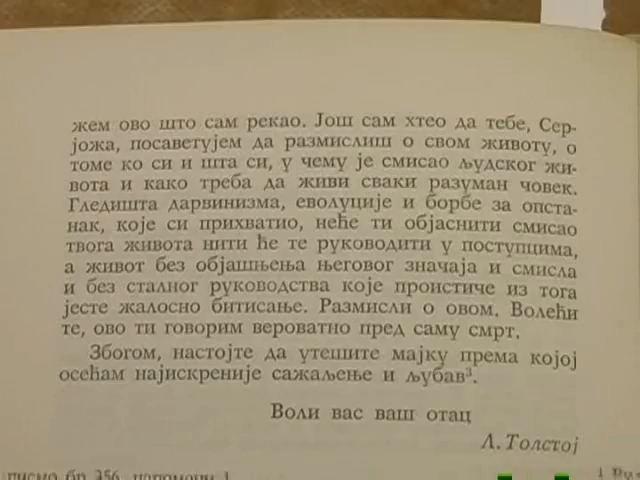 жем ово што сам рекао. Још сам хтео да тебе, Сер-
јожа, посаветујем да размислиш о свом животу, о
томе ко си и шта си, у чему је смисао људског жи-
вота и како треба да живи сваки разуман човек.
Гледишта дарвинизма, еволуције и борбе за опста-
нак, које си прихватио, неће ти објаснити смисао
твога живота нити ће те руководити у поступцима,
а живот без објашњења његовог значаја и смисла
и без сталног руководства које проистиче из тога
јесте жалосно битисање. Размисли о овом. Волећи
те, ово ти говорим вероватно пред саму смрт.
Збогом, настојте да утешите мајку према којој
осећам најискреније сажаљење и љубав³.
Воли вас ваш отац
Л. Толстој
писмо бр 256, напомену 1